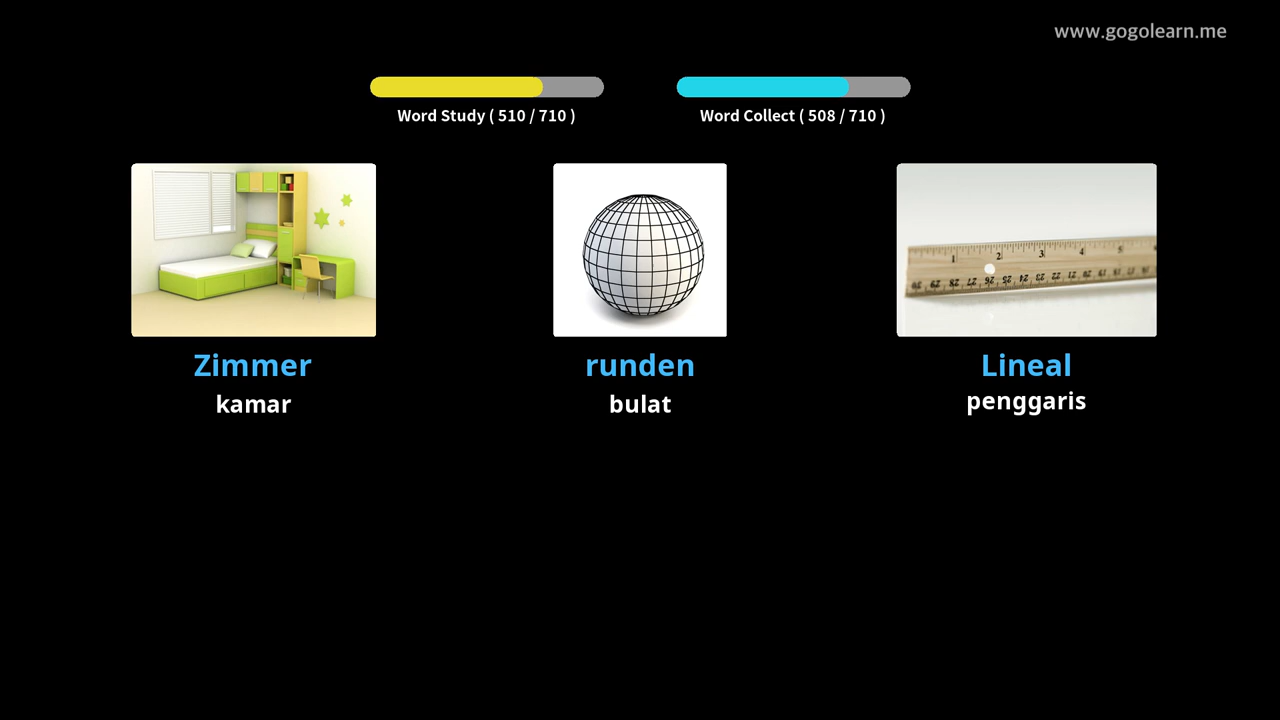 www.gogolearn.me
Word Study ( 510 / 710 )
Word Collect ( 508 / 710 )
Zimmer
kamar
runden
bulat
Lineal
penggaris